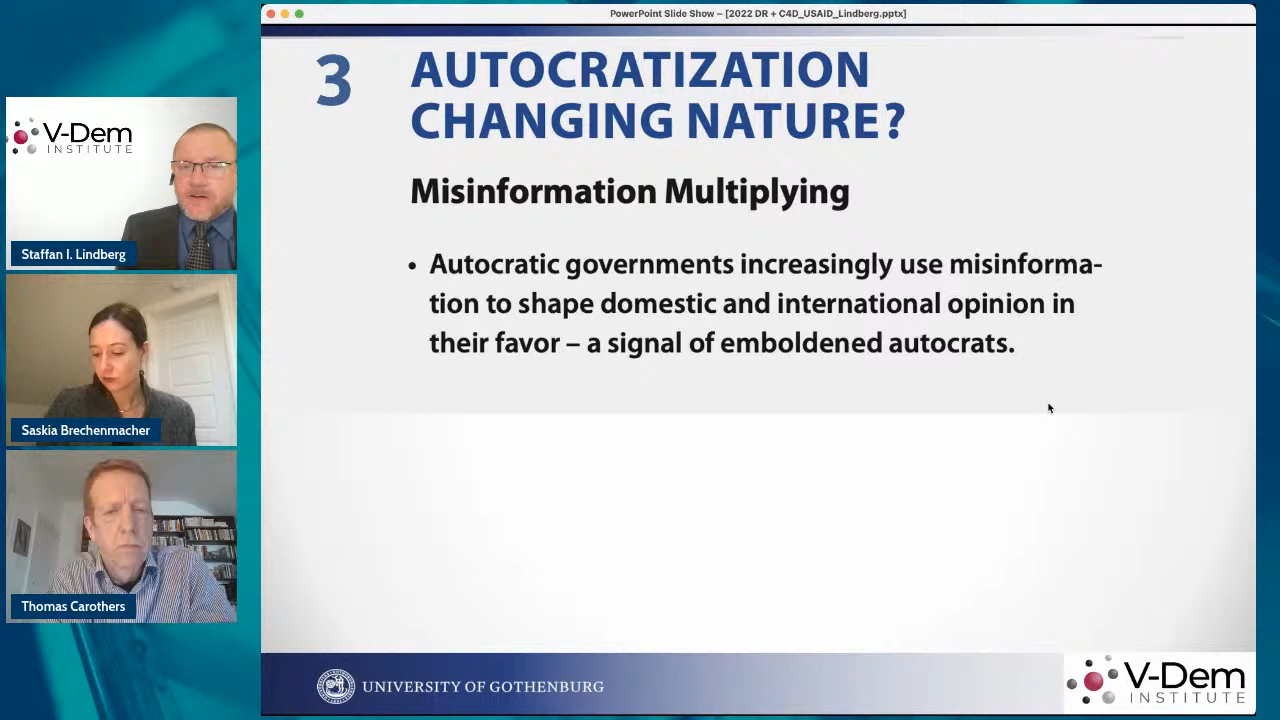 PowerPoint Slide Show – [2022 DR + C4D_USAID_Lindberg.pptx]
3
AUTOCRATIZATION
CHANGING NATURE?
Misinformation Multiplying
• Autocratic governments increasingly use misinforma-
tion to shape domestic and international opinion in
their favor – a signal of emboldened autocrats.
V-Dem
INSTITUTE
Staffan I. Lindberg
Saskia Brechenmacher
Thomas Carothers
UNIVERSITY OF GOTHENBURG
V-Dem
INSTITUTE